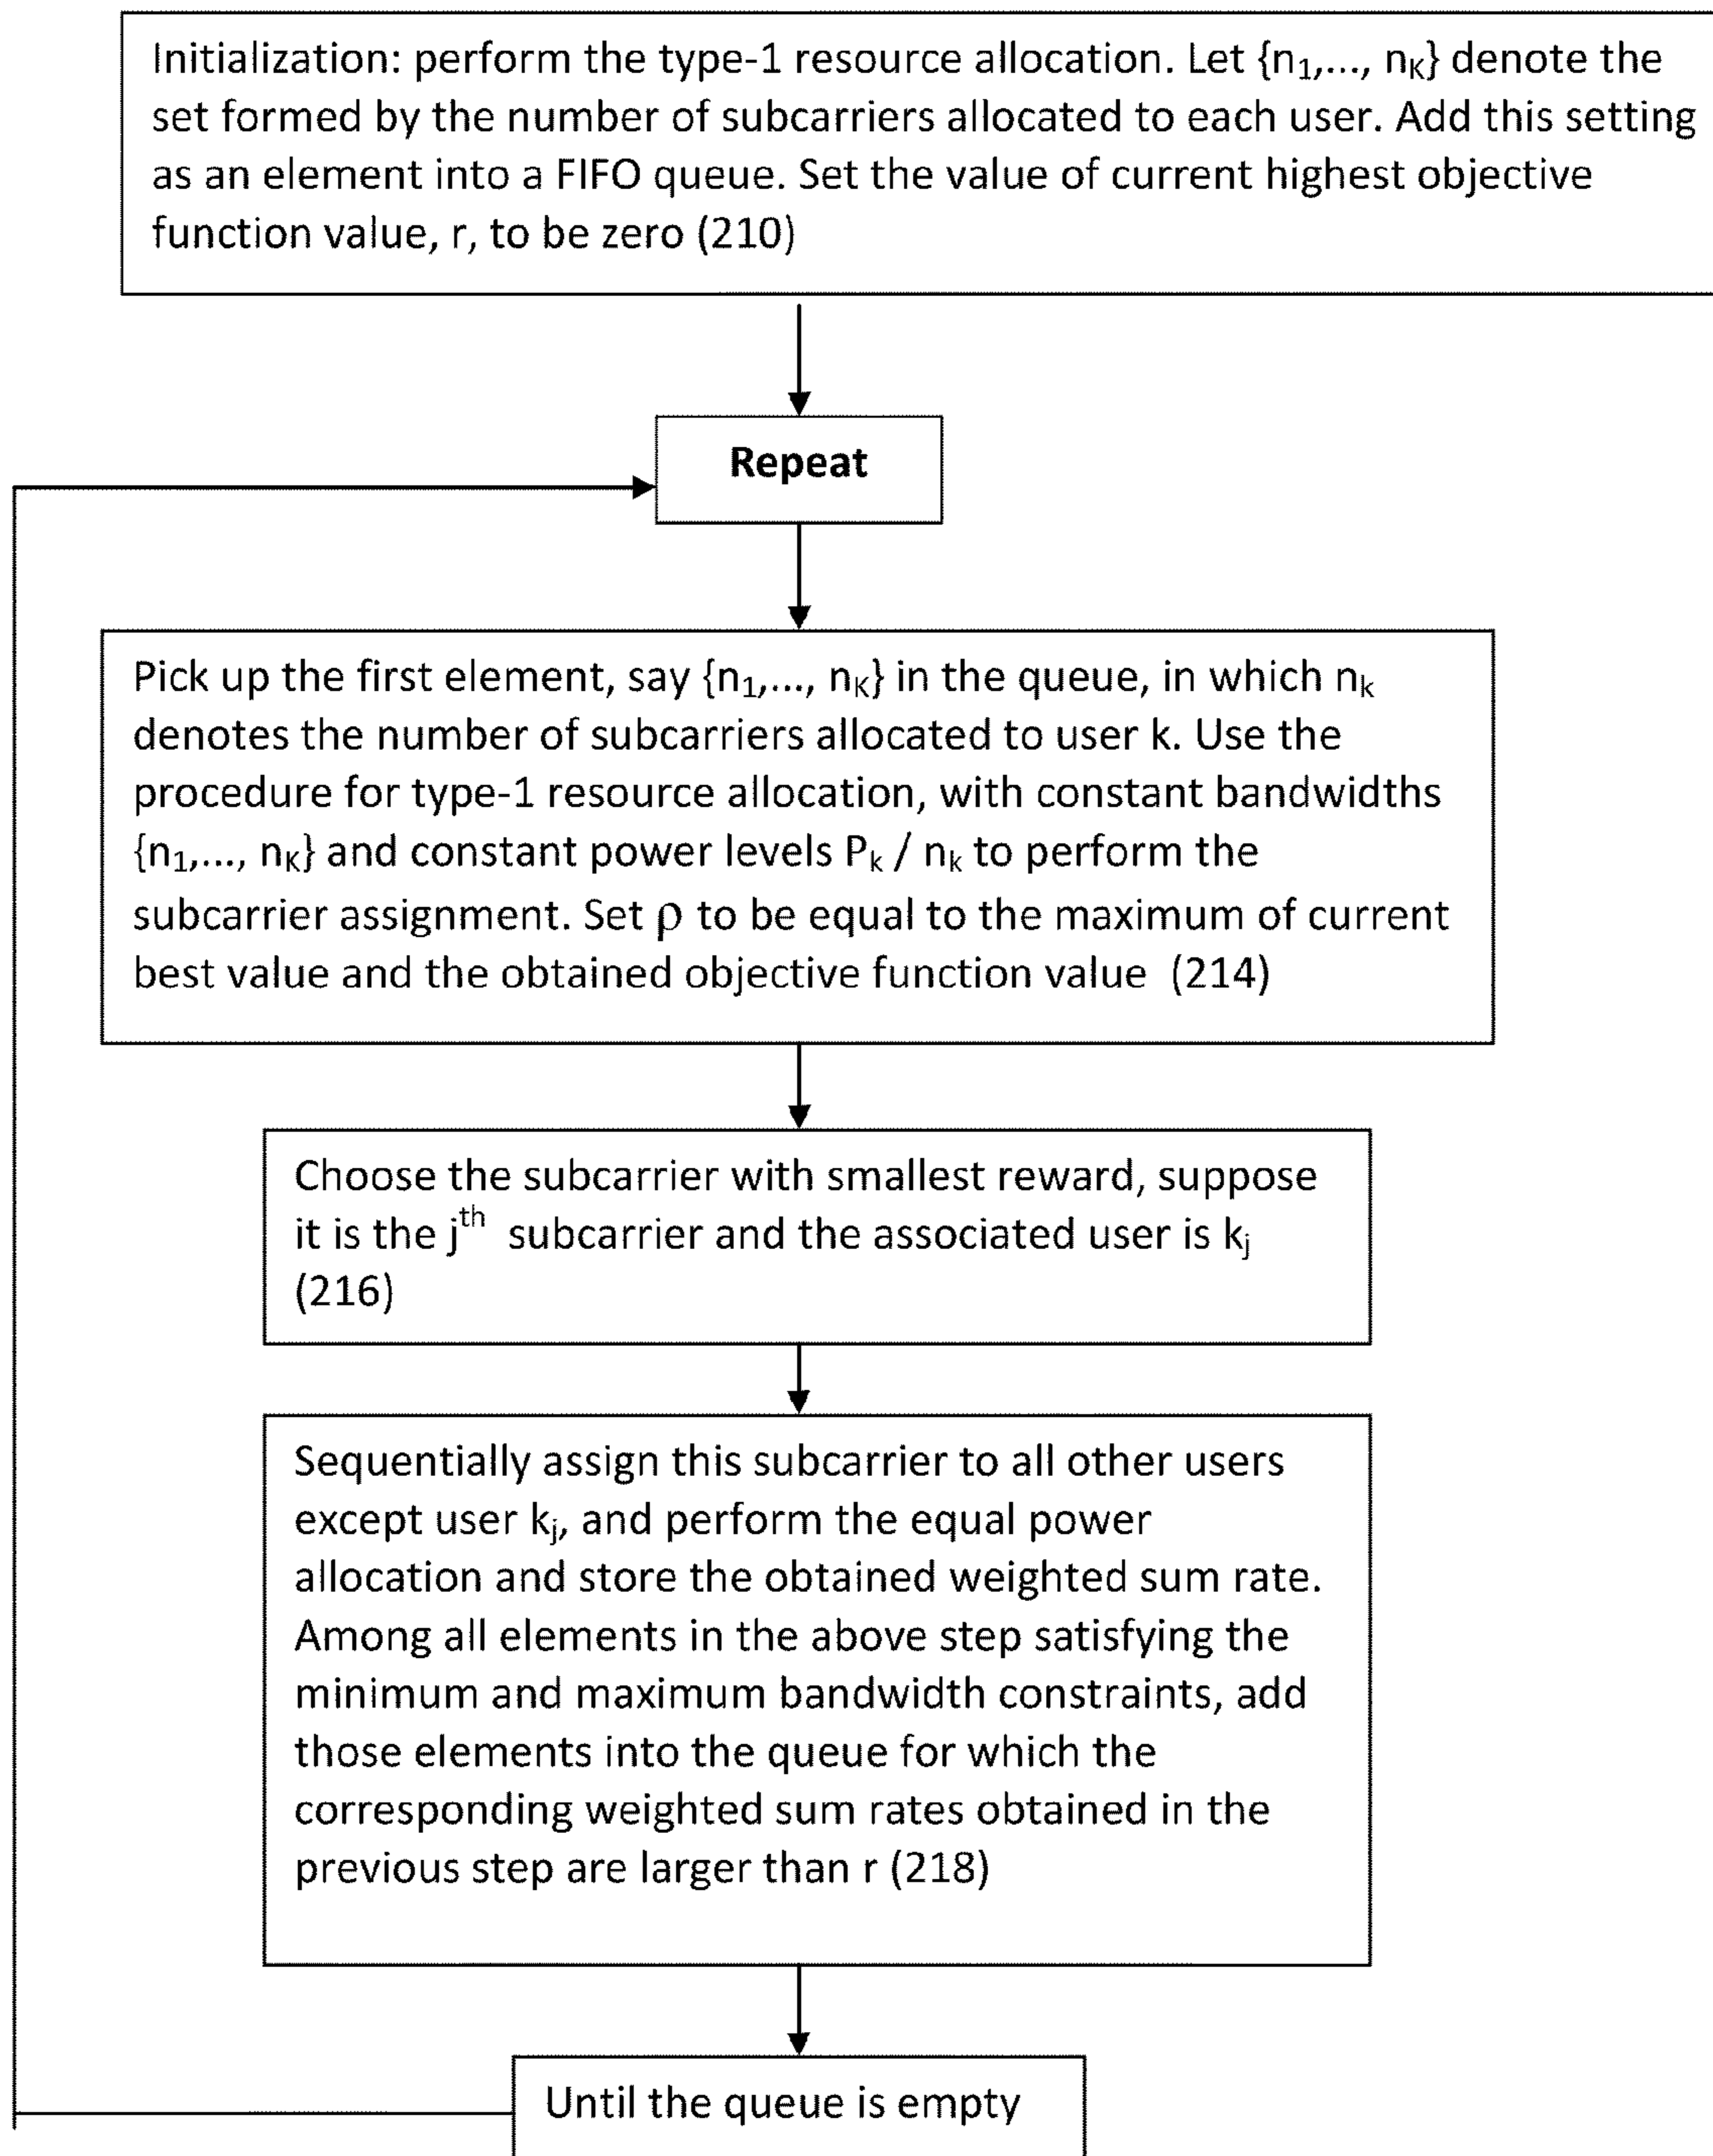 Initialization: perform the type-1 resource allocation. Let {n₁,..., nₖ} denote the
set formed by the number of subcarriers allocated to each user. Add this setting
as an element into a FIFO queue. Set the value of current highest objective
function value, r, to be zero (210)
Repeat
Pick up the first element, say {n₁,..., n_K} in the queue, in which n_k
denotes the number of subcarriers allocated to user k. Use the
procedure for type-1 resource allocation, with constant bandwidths
{n₁,..., n_K} and constant power levels P_k / n_k to perform the
subcarrier assignment. Set ρ to be equal to the maximum of current
best value and the obtained objective function value (214)
Choose the subcarrier with smallest reward, suppose
it is the j^th subcarrier and the associated user is k_j
(216)
Sequentially assign this subcarrier to all other users
except user k_j, and perform the equal power
allocation and store the obtained weighted sum rate.
Among all elements in the above step satisfying the
minimum and maximum bandwidth constraints, add
those elements into the queue for which the
corresponding weighted sum rates obtained in the
previous step are larger than r (218)
Until the queue is empty